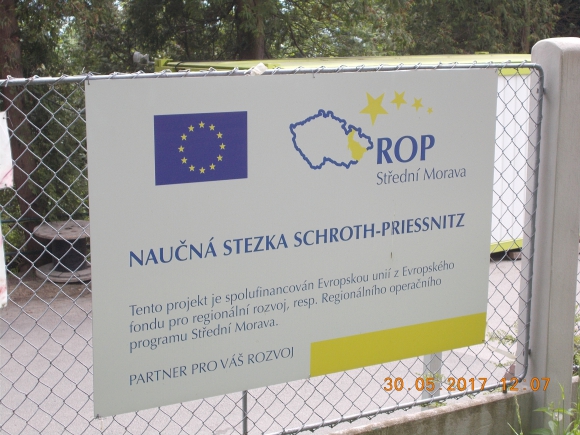 ROP
Střední Morava
NAUČNÁ STEZKA SCHROTH-PRIESSNITZ
Tento projekt je spolufinancován Evropskou unií z Evropského
fondu pro regionální rozvoj, resp. Regionálního operačního
programu Střední Morava.
PARTNER PRO VÁŠ ROZVOJ
30.05.2017 12:07